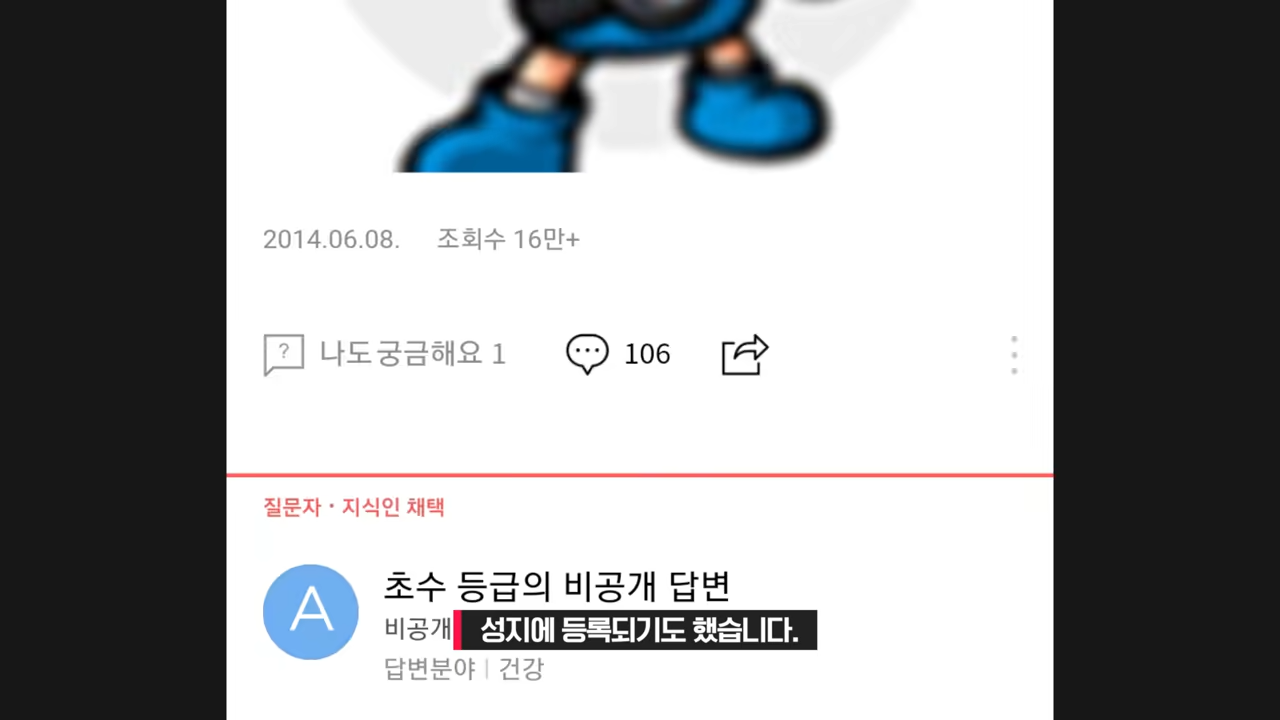 2014.06.08. 조회수 16만+
? 나도 궁금해요 1 106
질문자 · 지식인 채택
A
초수 등급의 비공개 답변
비공개
성지에 등록되기도 했습니다.
답변분야 | 건강